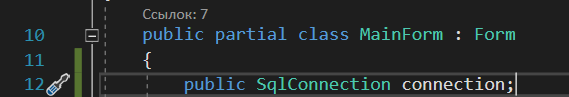 Ссылок: 7
10 public partial class MainForm : Form
11 {
12 public SqlConnection connection;